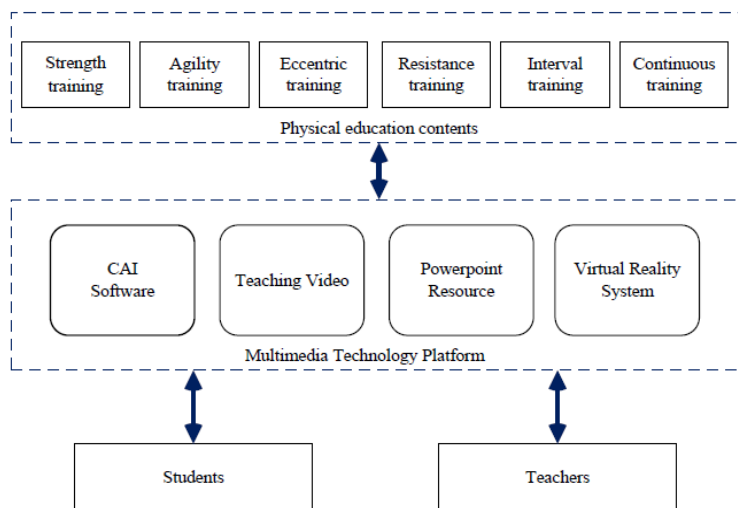 Strength
training
Agility
training
Eccentric
training
Resistance
training
Interval
training
Continuous
training
Physical education contents
CAI
Software
Teaching Video
Powerpoint
Resource
Virtual Reality
System
Multimedia Technology Platform
Students
Teachers